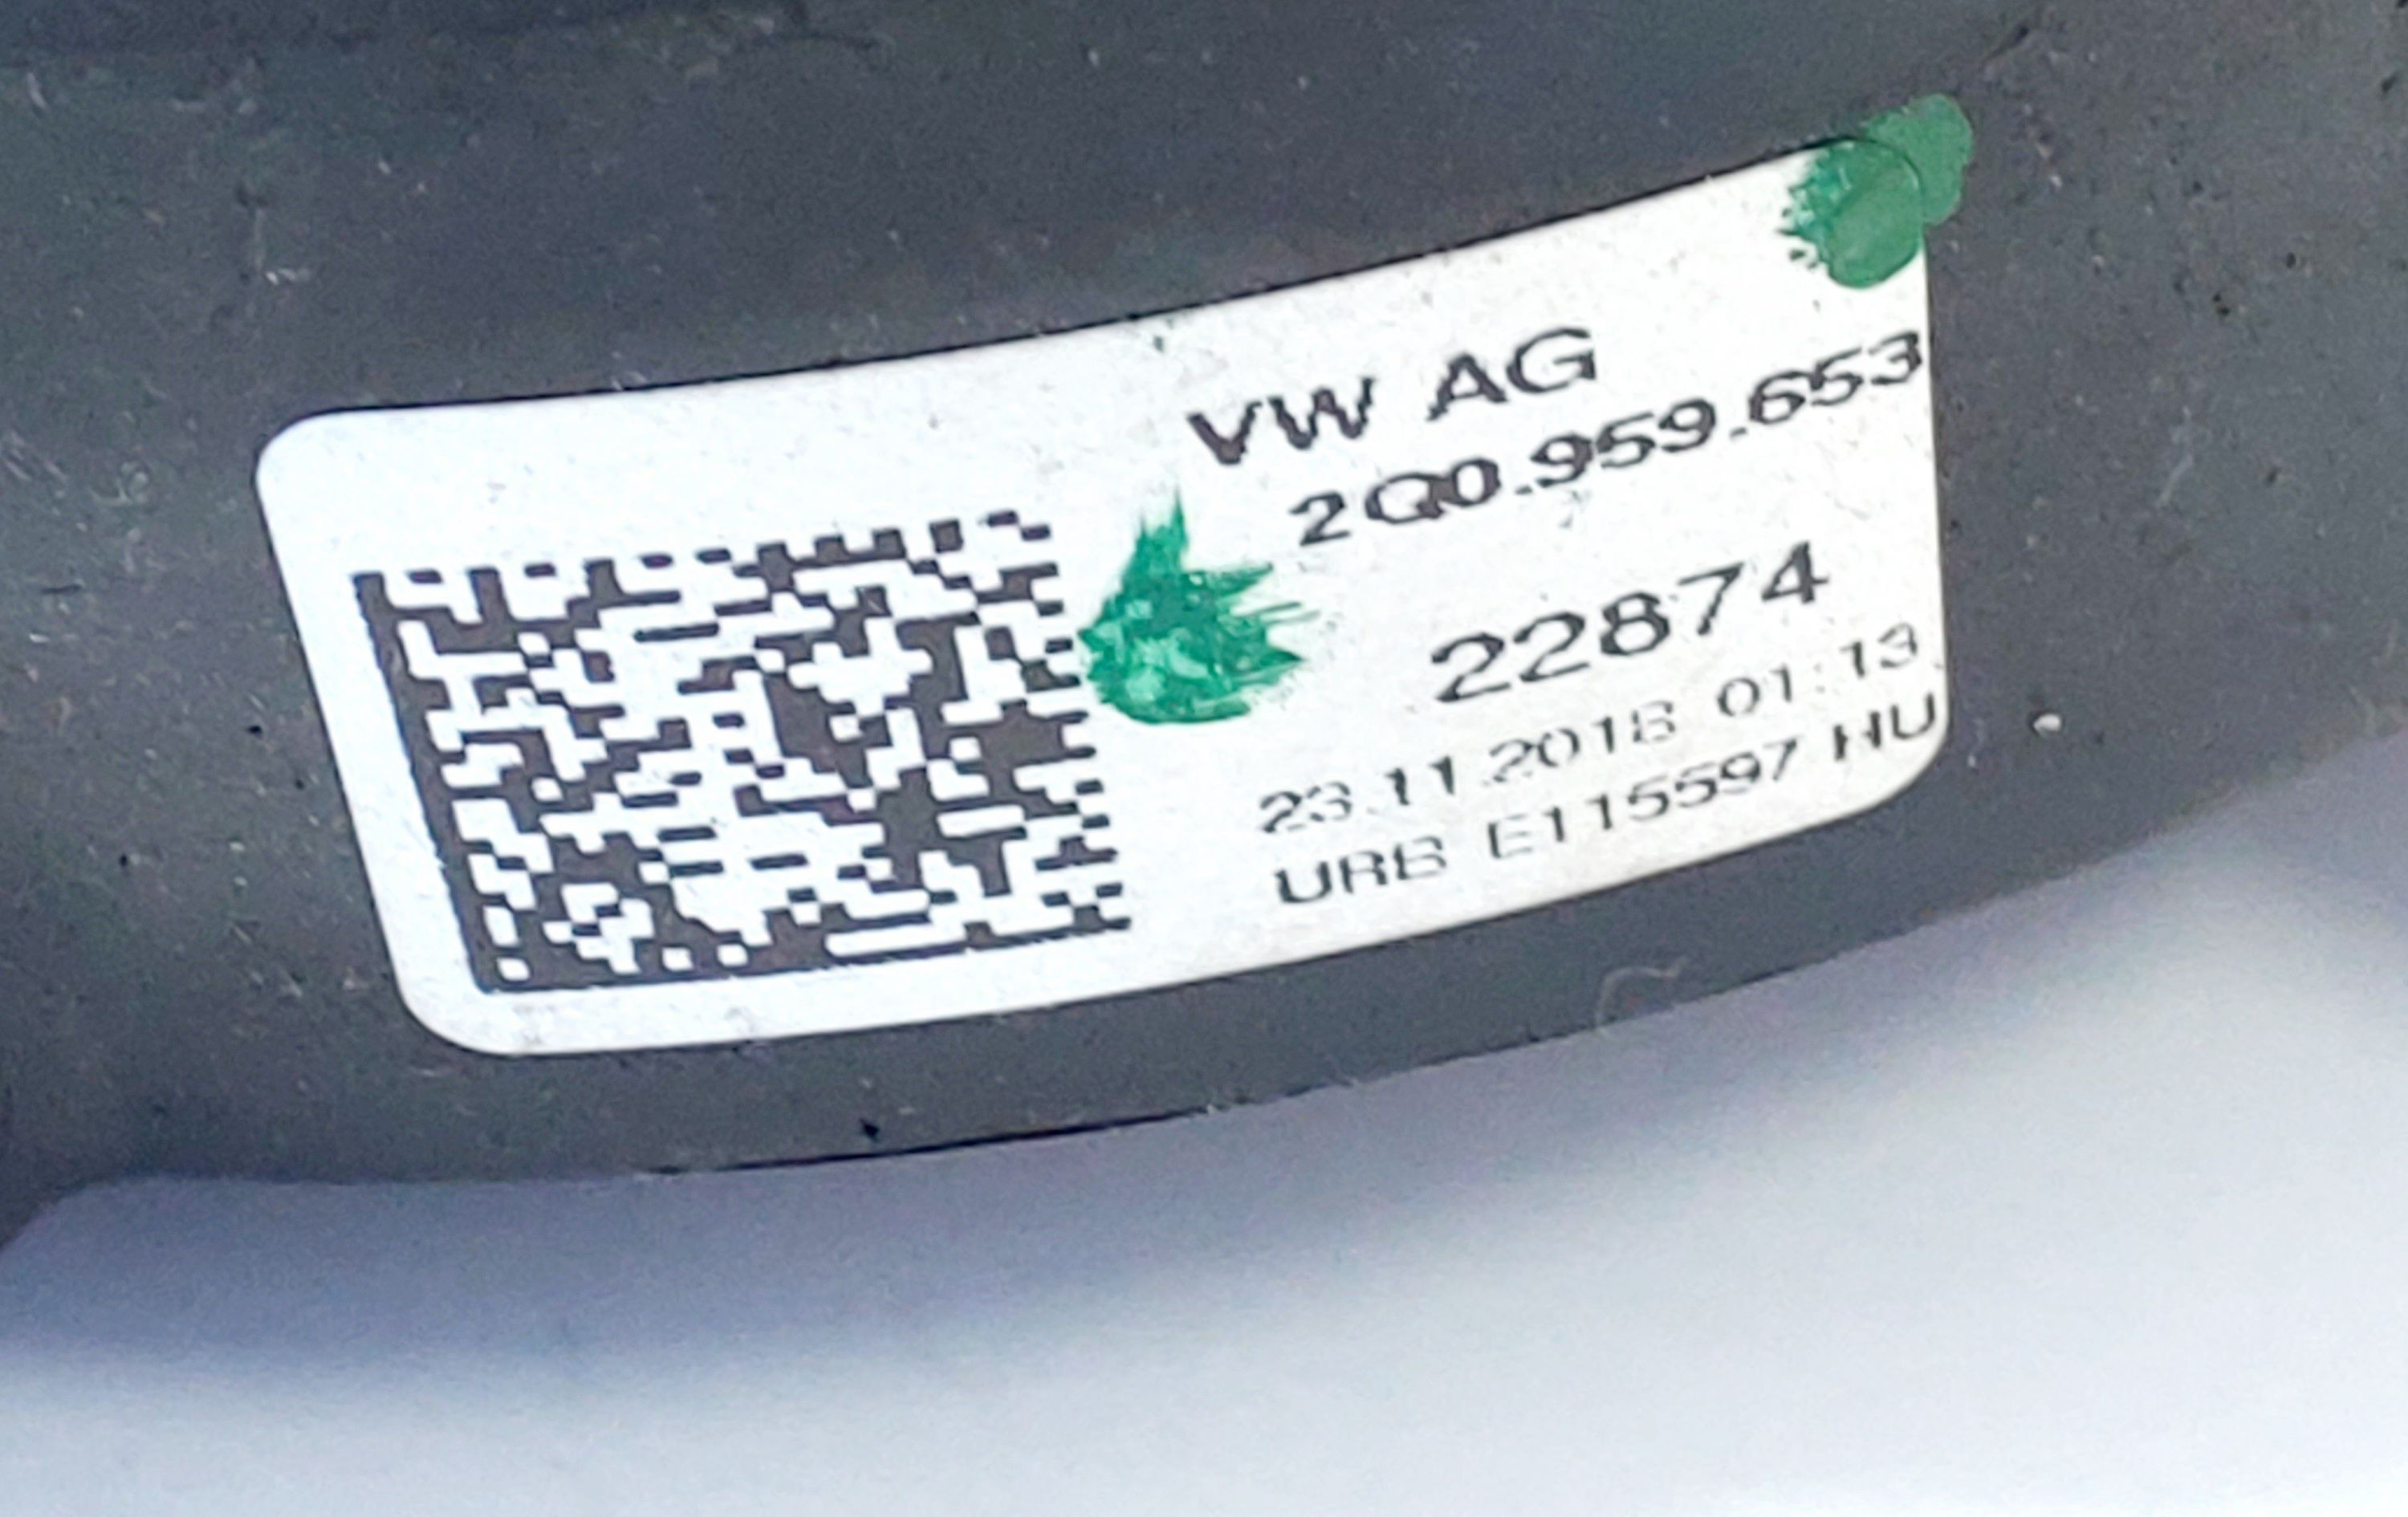 VW AG
2Q0.959.653
22874
23.11.2018 01:13
URB E115597 HU